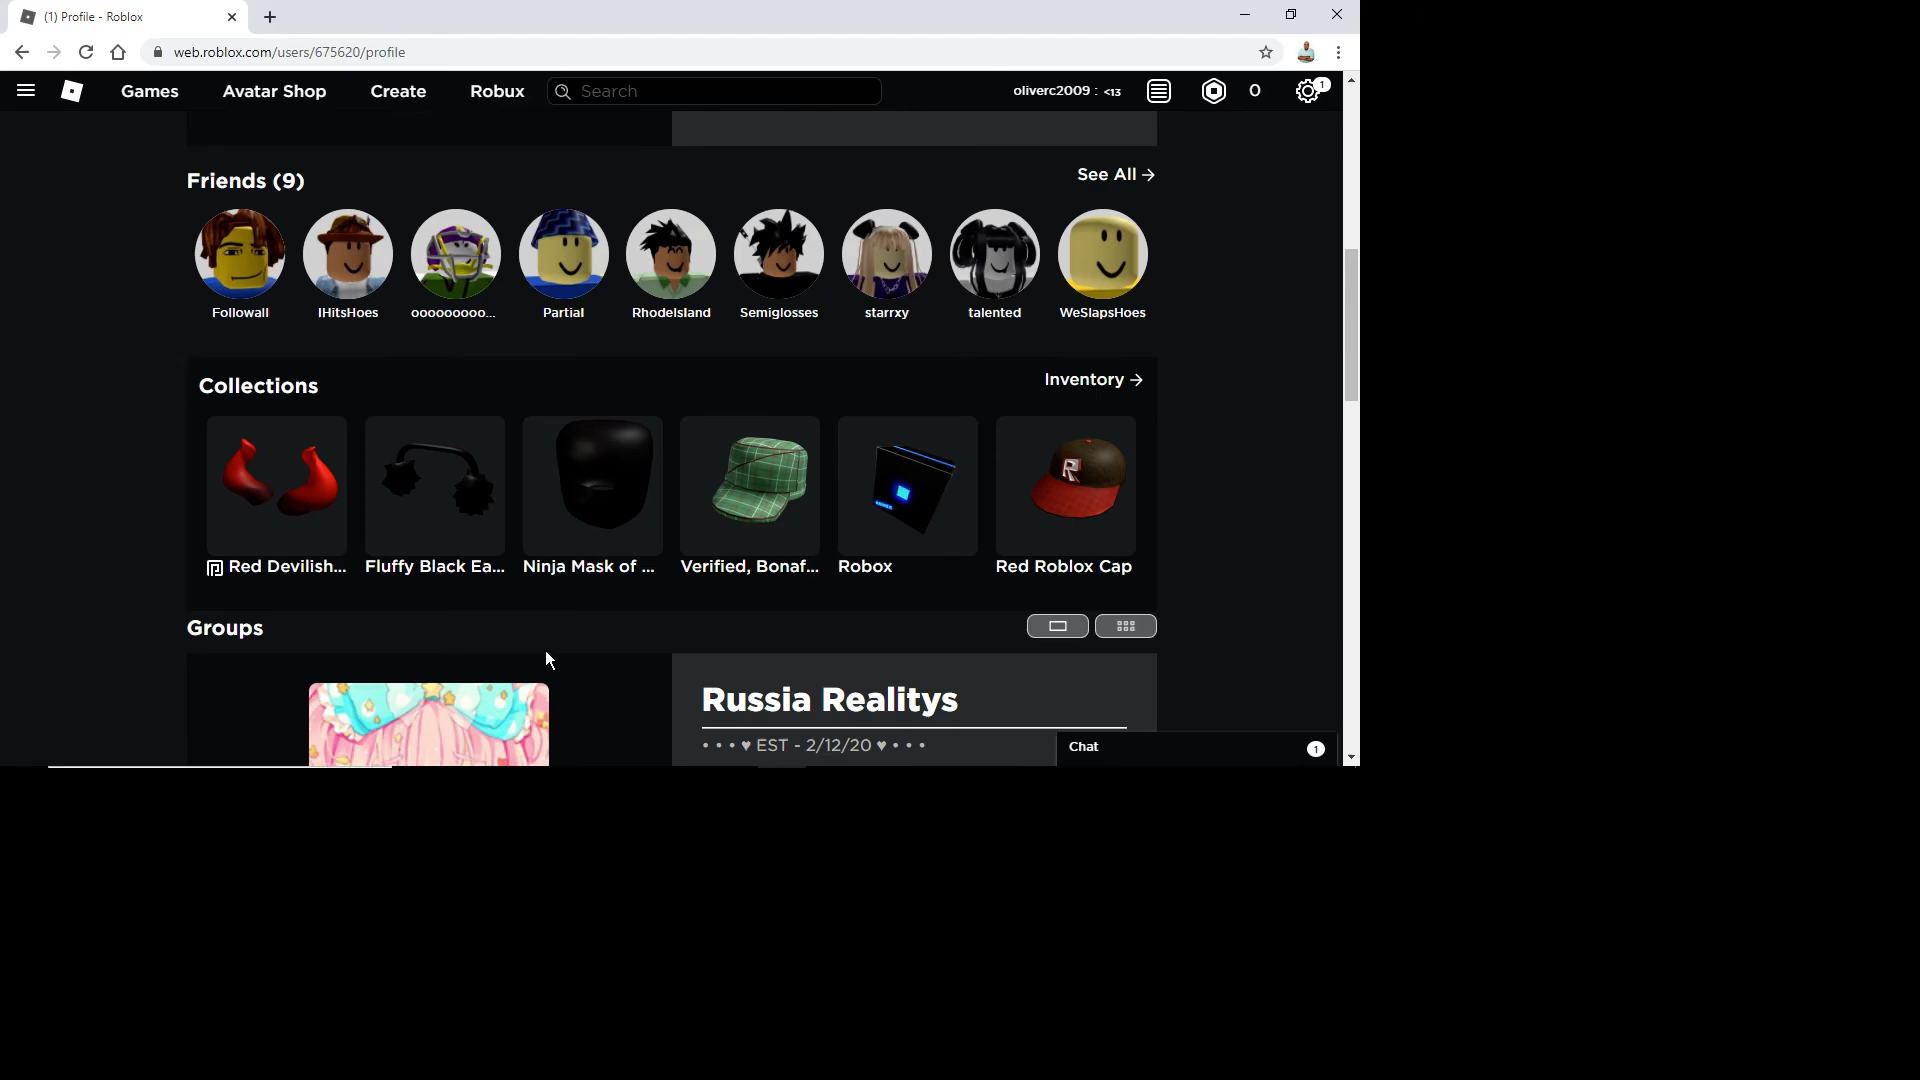 (1) Profile - Roblox
web.roblox.com/users/675620/profile
Games Avatar Shop Create Robux Search oliverc2009 : <13 0 1
Friends (9) See All →
Followall IHitsHoes ooooooooo... Partial RhodeIsland Semiglosses starrxy talented WeSlapsHoes
Collections Inventory →
R
Red Devilish... Fluffy Black Ea... Ninja Mask of ... Verified, Bonaf... Robox Red Roblox Cap
Groups
Russia Realitys
• • • ♥ EST - 2/12/20 ♥ • • •
Chat 1